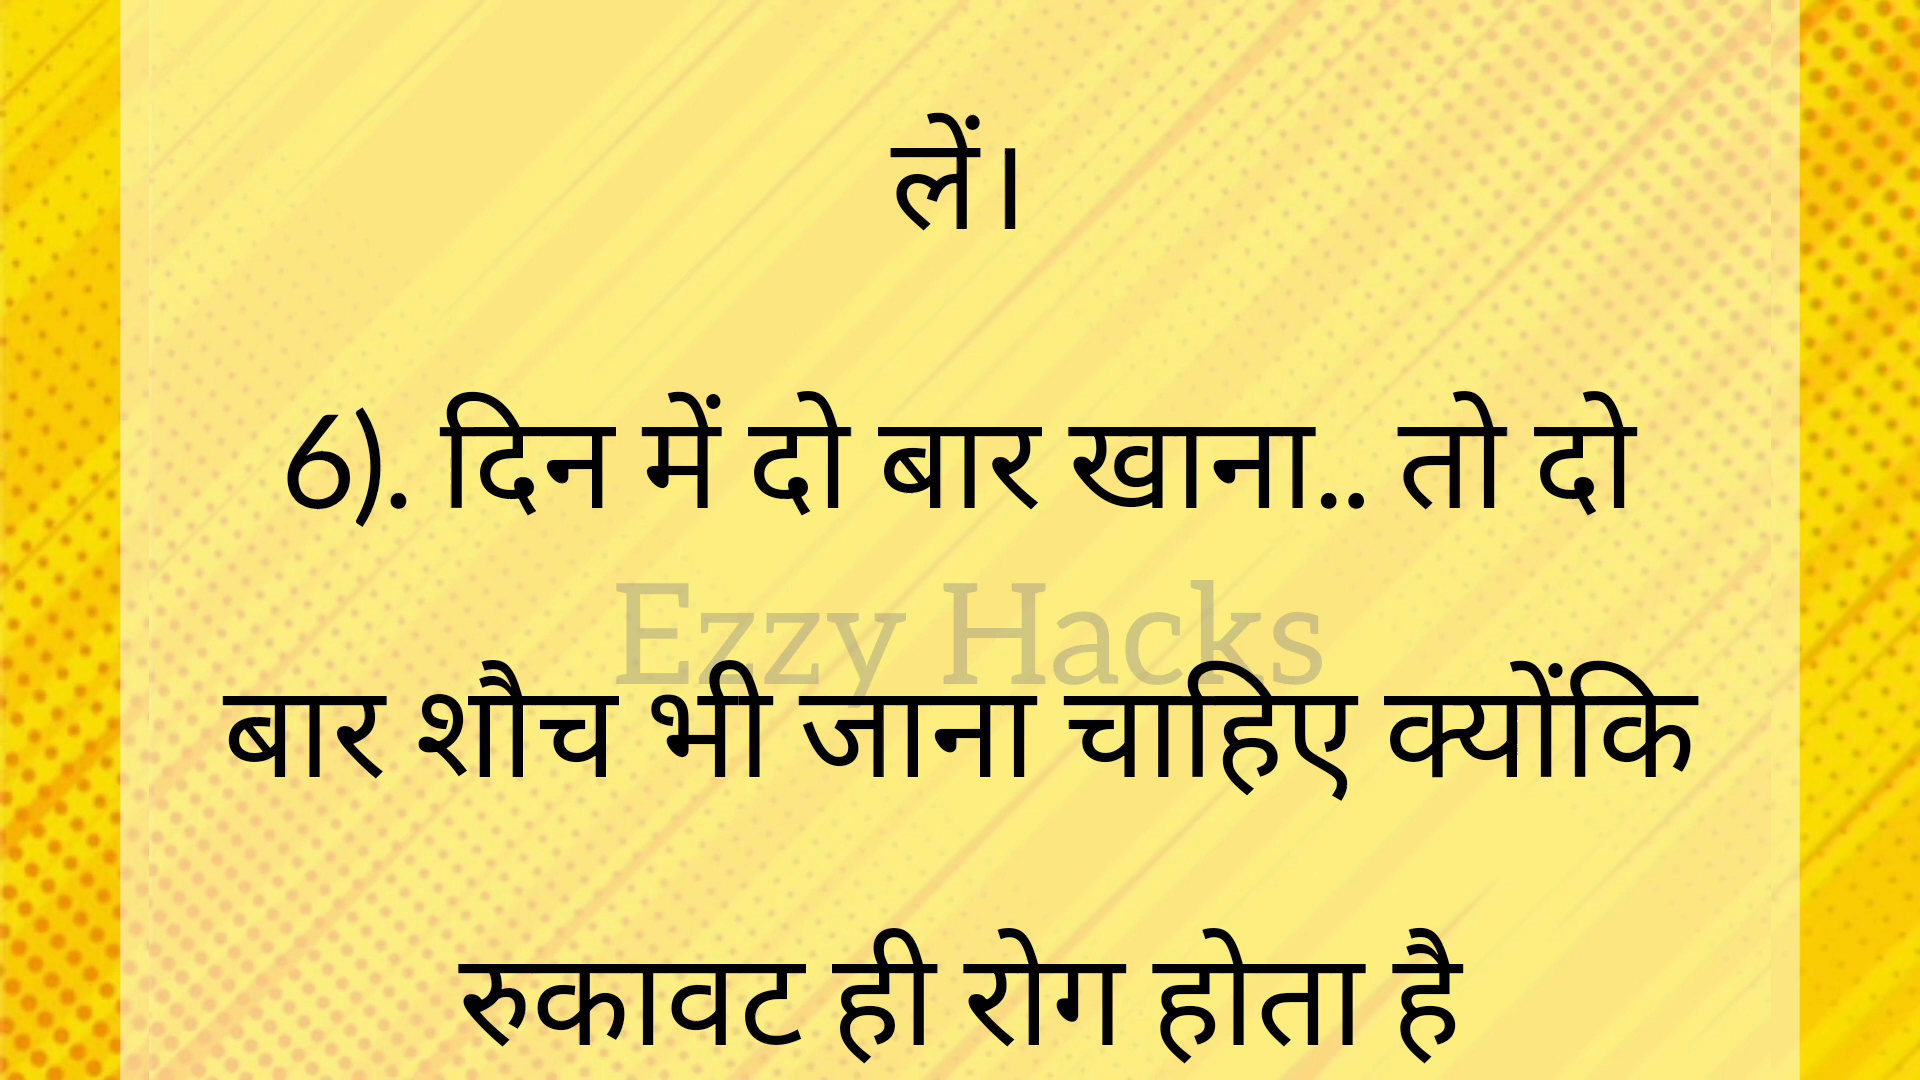 लें।
6). दिन में दो बार खाना.. तो दो
Ezzy Hacks
बार शौच भी जाना चाहिए क्योंकि
रुकावट ही रोग होता है